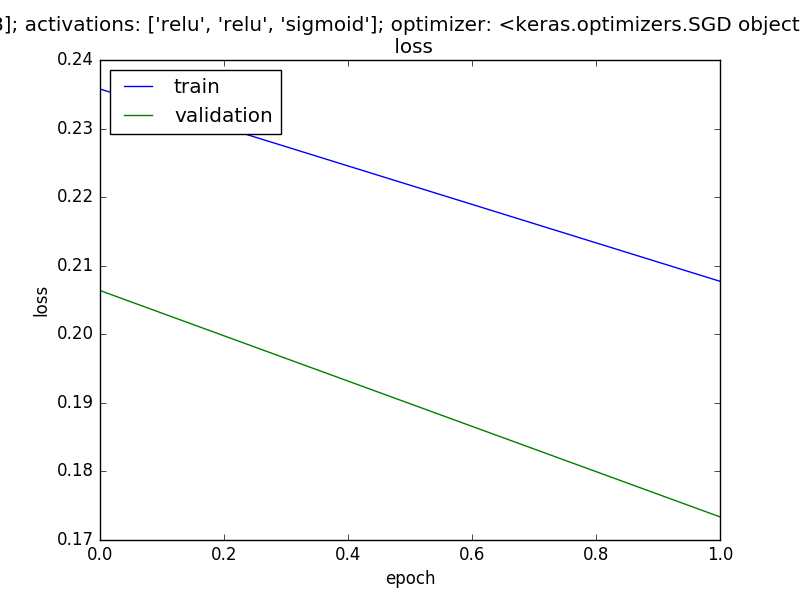 ]; activations: ['relu', 'relu', 'sigmoid']; optimizer: <keras.optimizers.SGD object
loss
0.24
train
validation
0.23
0.22
0.21
0.20
0.19
0.18
0.17
loss
0.0
0.2
0.4
0.6
0.8
1.0
epoch